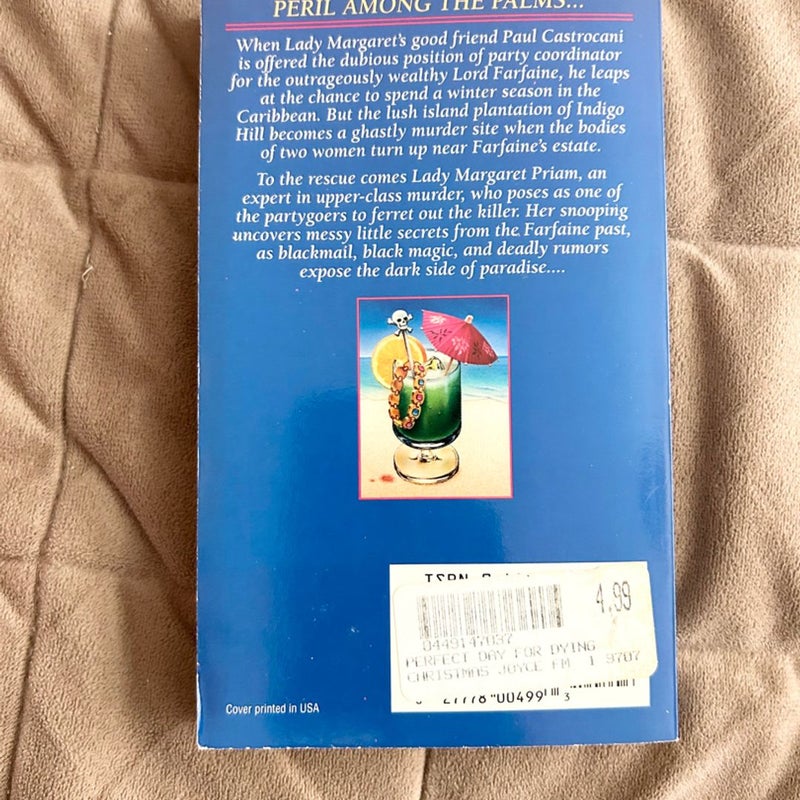 PERIL AMONG THE PALMS...
When Lady Margaret's good friend Paul Castrocani
is offered the dubious position of party coordinator
for the outrageously wealthy Lord Farfaine, he leaps
at the chance to spend a winter season in the
Caribbean. But the lush island plantation of Indigo
Hill becomes a ghastly murder site when the bodies
of two women turn up near Farfaine's estate.
To the rescue comes Lady Margaret Priam, an
expert in upper-class murder, who poses as one of
the partygoers to ferret out the killer. Her snooping
uncovers messy little secrets from the Farfaine past,
as blackmail, black magic, and deadly rumors
expose the dark side of paradise....
ISBN
4.99
0449147037
PERFECT DAY FOR DYING
CHRISTMAS JOYCE FM I 9707
00499
3
Cover printed in USA